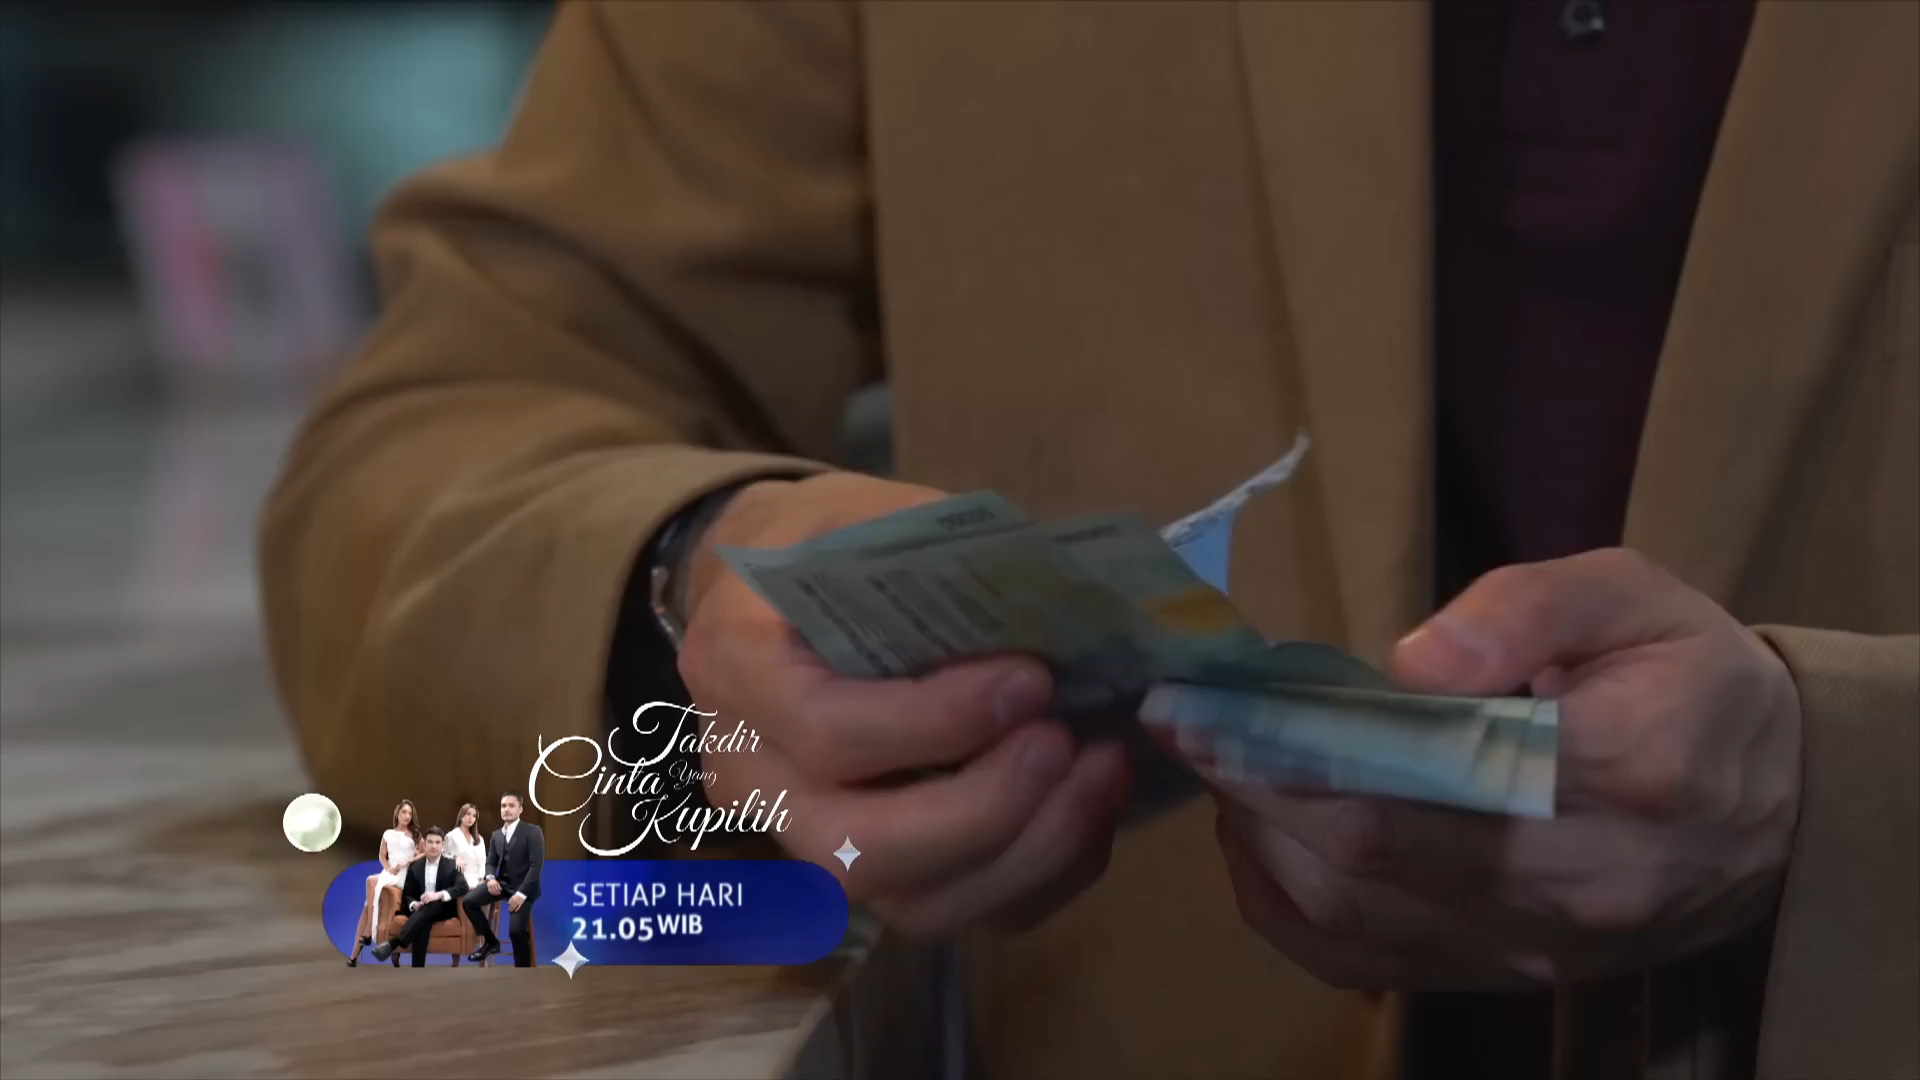 Takdir
Cinta Yang
Kupilih
SETIAP HARI
21.05 WIB